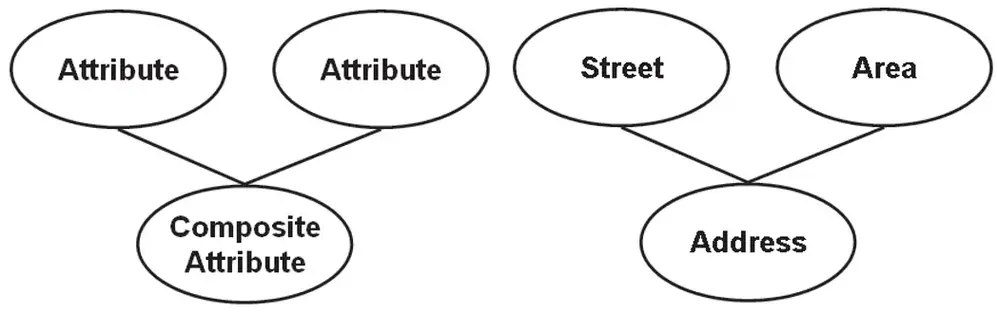 Attribute
Attribute
Street
Area
Composite
Attribute
Address